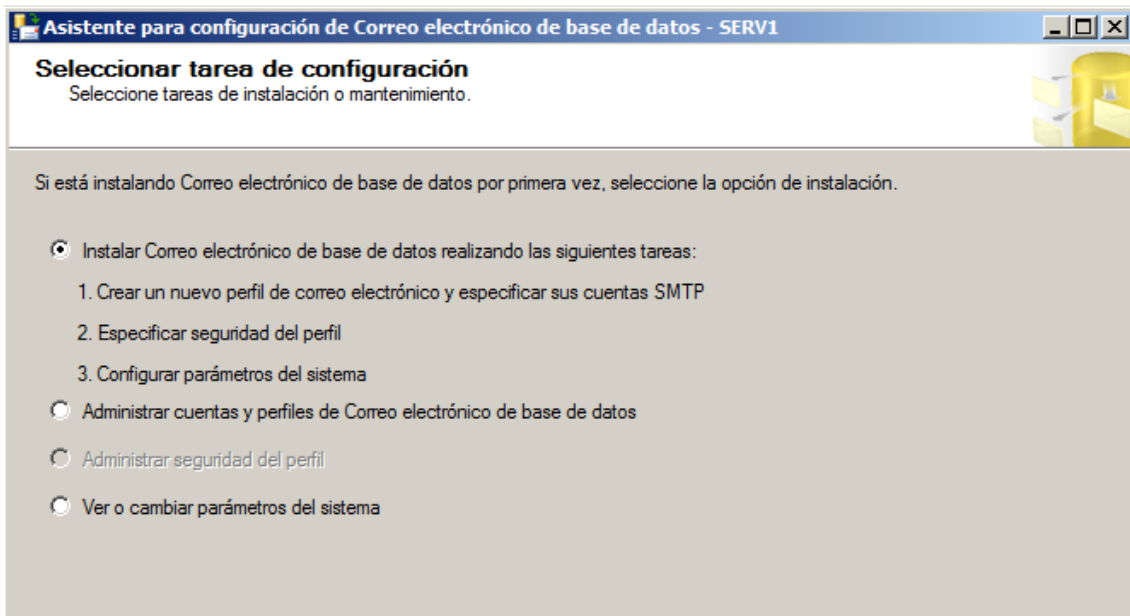 Asistente para configuración de Correo electrónico de base de datos - SERV1
Seleccionar tarea de configuración
Seleccione tareas de instalación o mantenimiento.
Si está instalando Correo electrónico de base de datos por primera vez, seleccione la opción de instalación.
Instalar Correo electrónico de base de datos realizando las siguientes tareas:
1. Crear un nuevo perfil de correo electrónico y especificar sus cuentas SMTP
2. Especificar seguridad del perfil
3. Configurar parámetros del sistema
Administrar cuentas y perfiles de Correo electrónico de base de datos
Administrar seguridad del perfil
Ver o cambiar parámetros del sistema